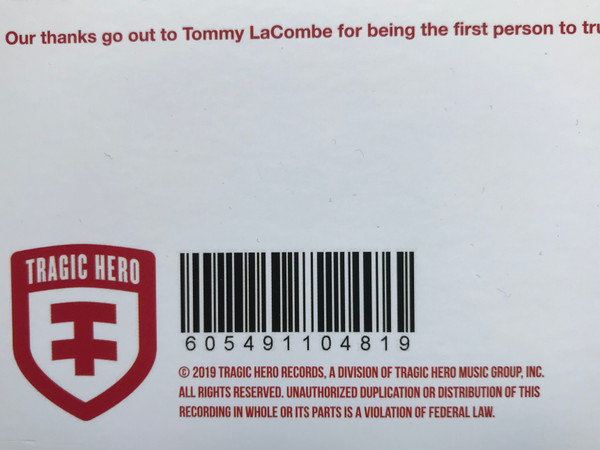 Our thanks go out to Tommy LaCombe for being the first person to
TRAGIC HERO
605491104819
© 2019 TRAGIC HERO RECORDS, A DIVISION OF TRAGIC HERO MUSIC GROUP, INC.
ALL RIGHTS RESERVED. UNAUTHORIZED DUPLICATION OR DISTRIBUTION OF THIS
RECORDING IN WHOLE OR ITS PARTS IS A VIOLATION OF FEDERAL LAW.